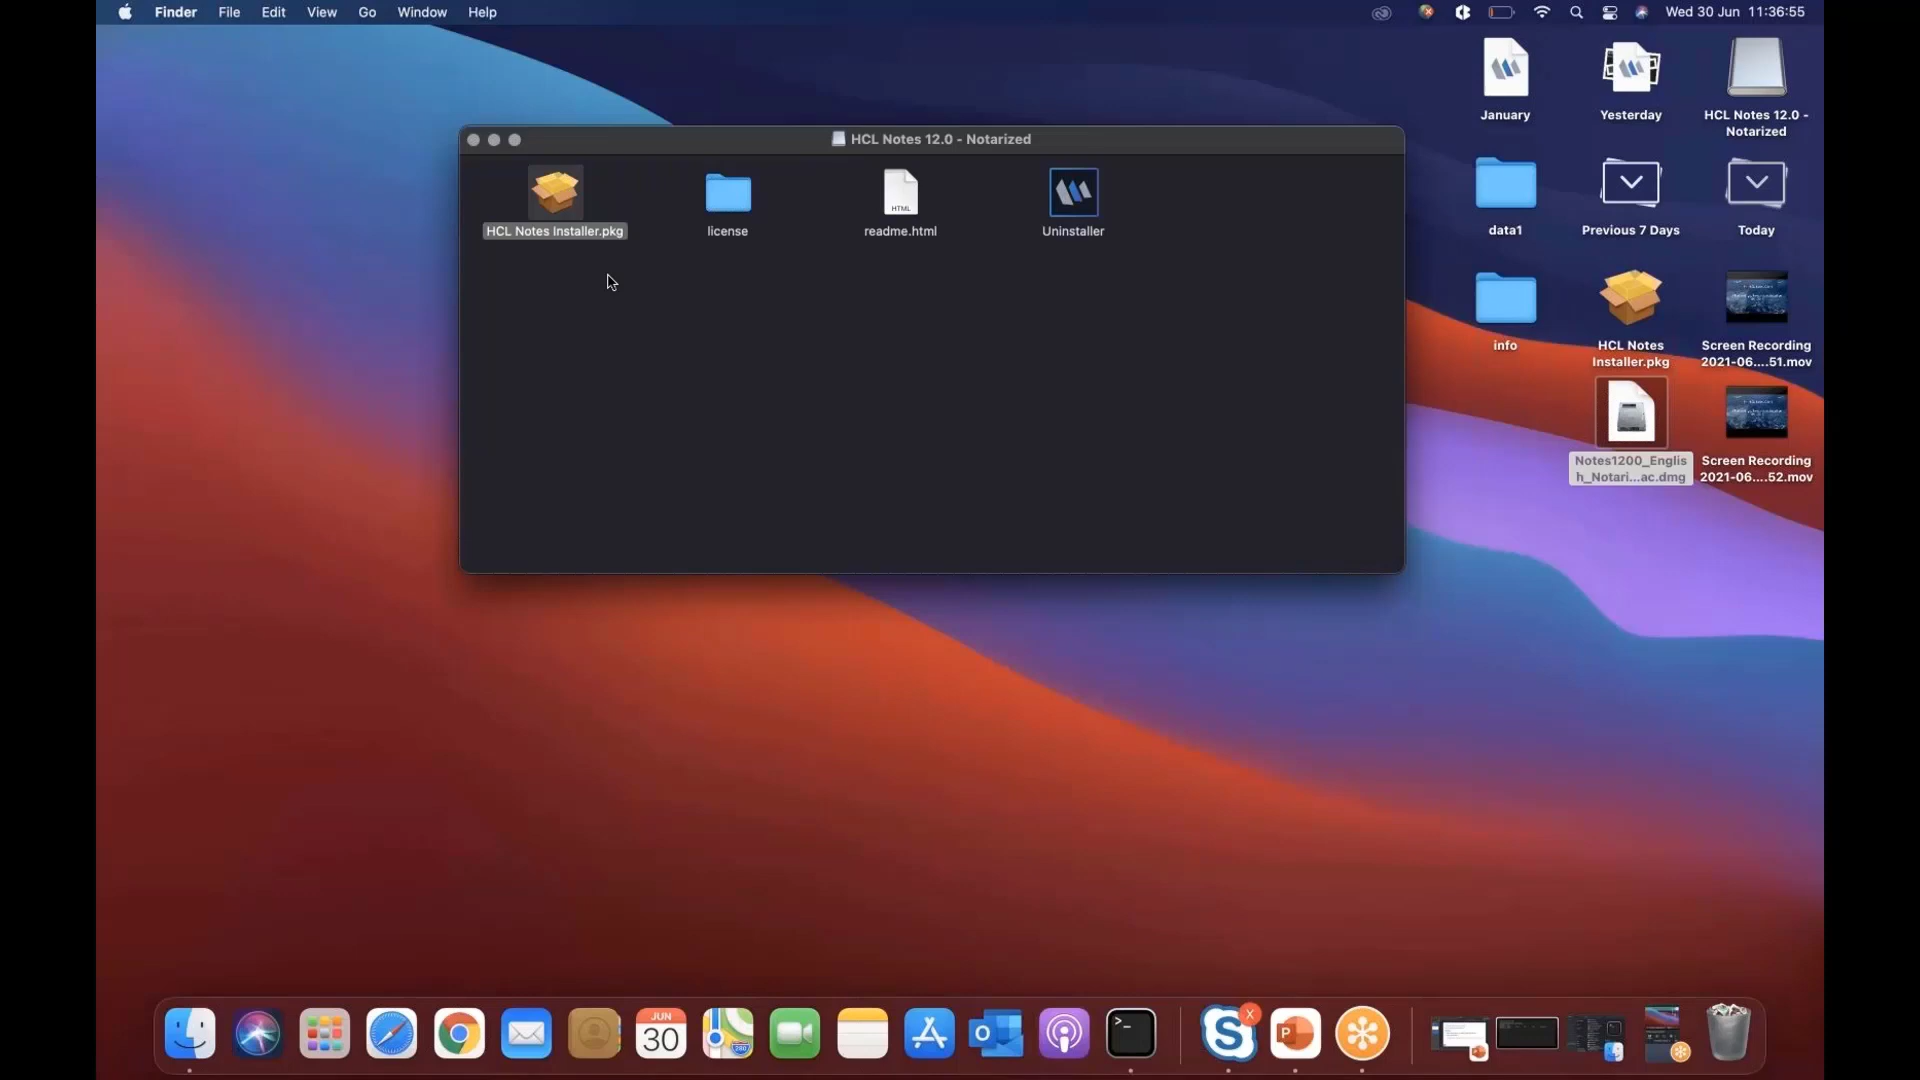 Finder File Edit View Go Window Help
Wed 30 Jun 11:36:55
HCL Notes 12.0 - Notarized
HCL Notes Installer.pkg
license
HTML
readme.html
Uninstaller
January
Yesterday
HCL Notes 12.0 -
Notarized
data1
Previous 7 Days
Today
info
HCL Notes
Installer.pkg
Screen Recording
2021-06....51.mov
Notes1200_Englis
h_Notari...ac.dmg
Screen Recording
2021-06....52.mov
JUN
30
280
O
>_
S
X
P